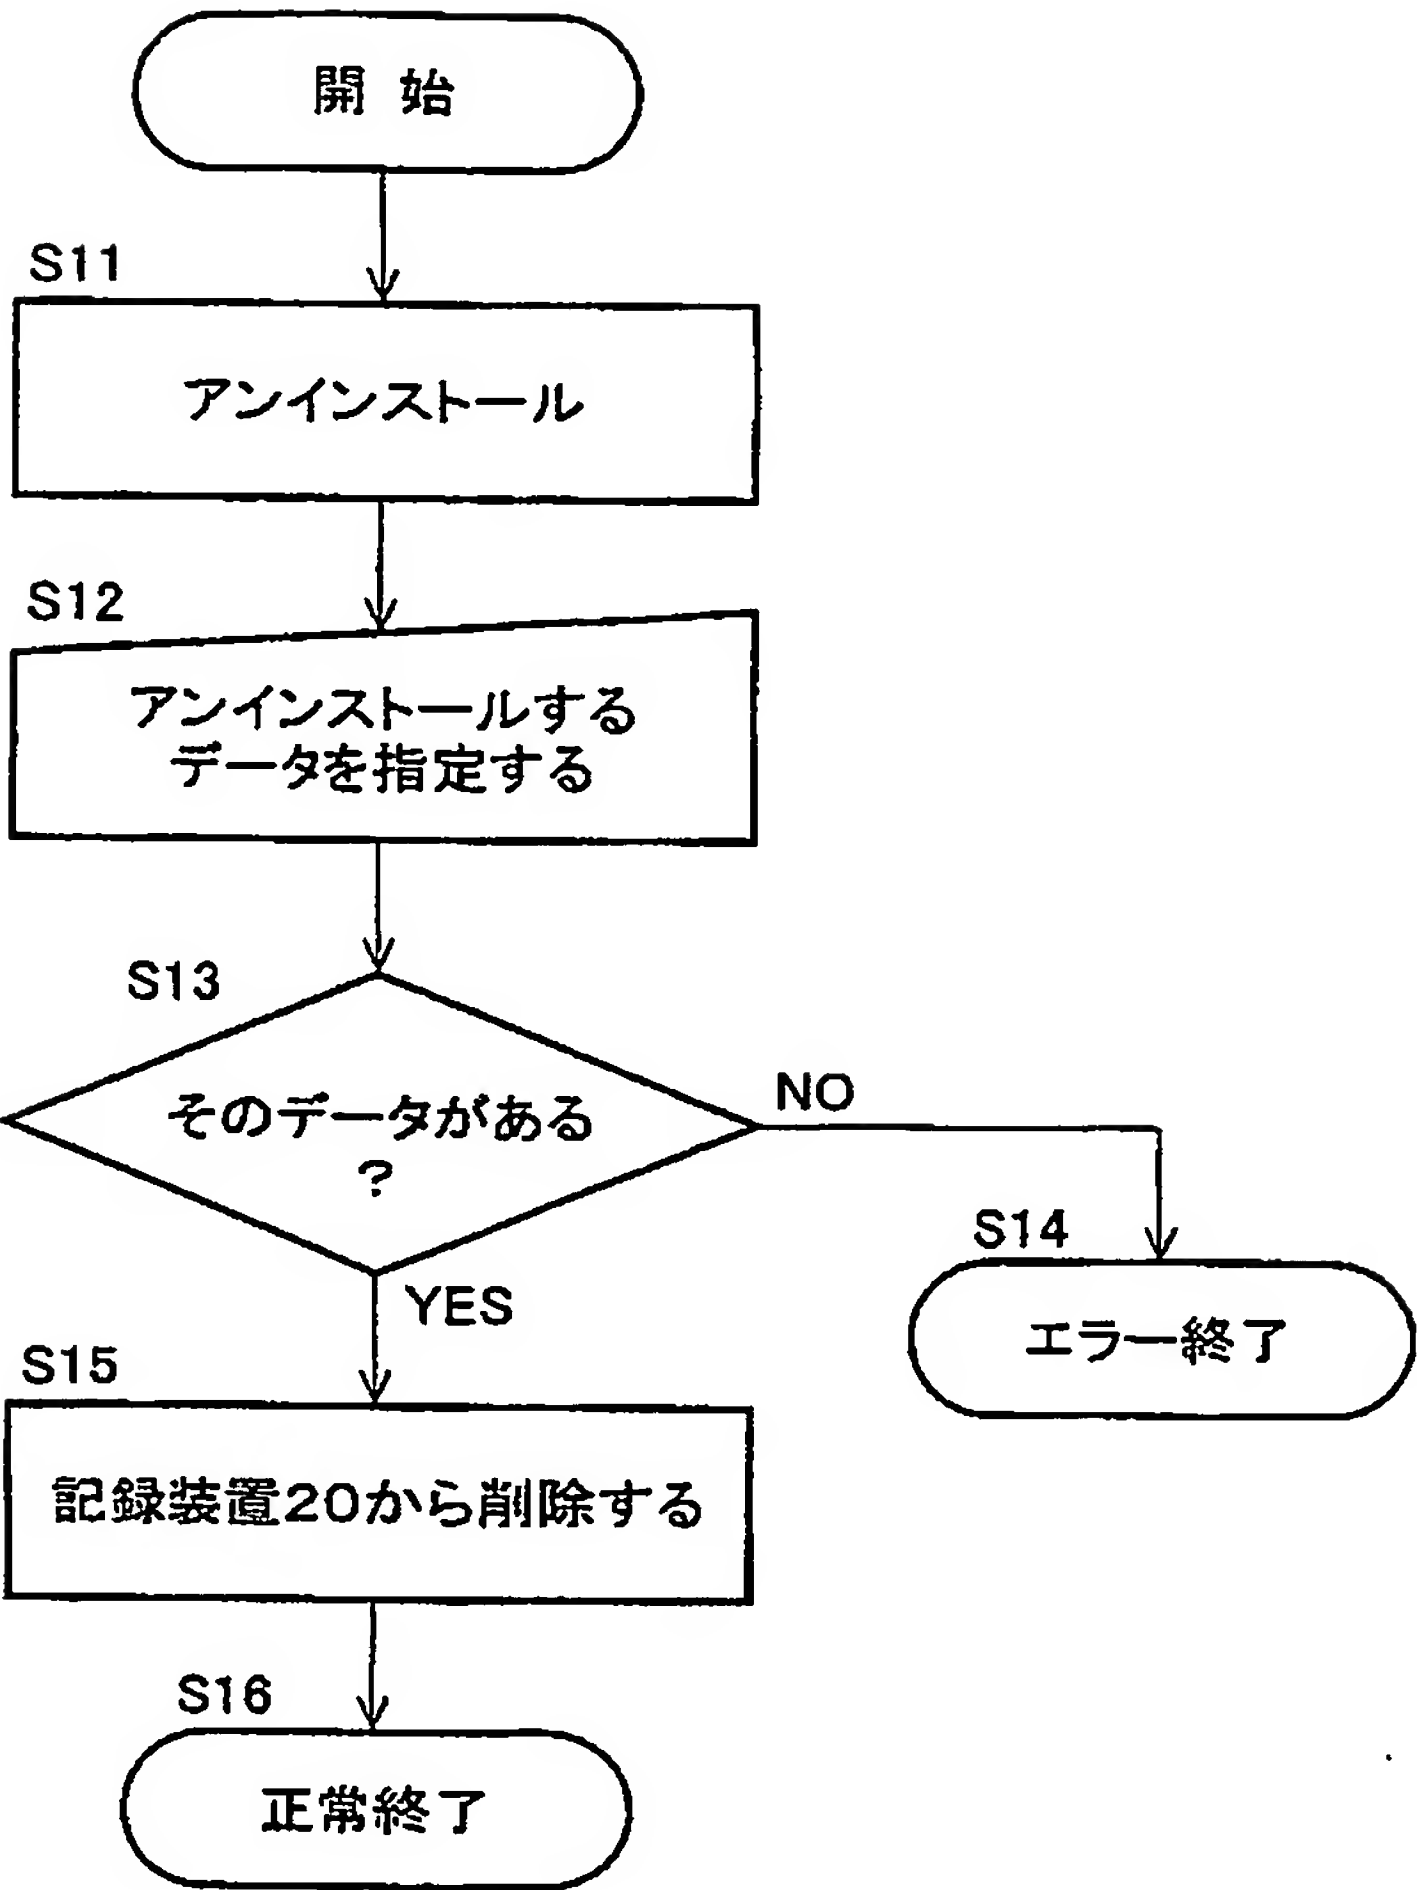 開始
S11
アンインストール
S12
アンインストールする
データを指定する
S13
そのデータがある
?
NO
YES
S14
エラー終了
S15
記録装置20から削除する
S16
正常終了